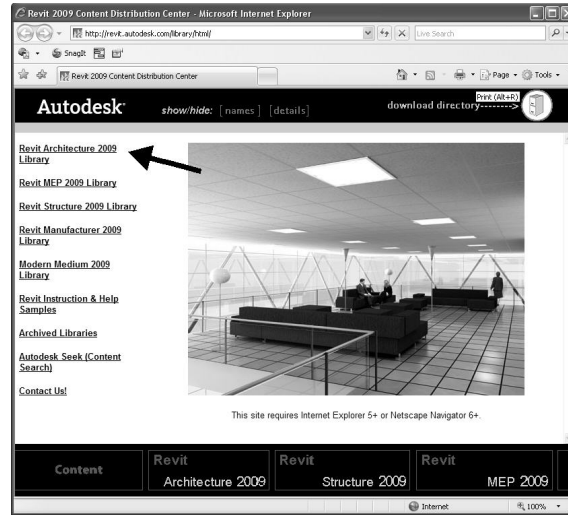 Revit 2009 Content Distribution Center - Microsoft Internet Explorer
http://revit.autodesk.com/library/html/
Live Search
SnagIt
Revit 2009 Content Distribution Center
Page
Tools
Print (Alt+R)
Autodesk
show/hide: [names] [details]
download directory-------->
Revit Architecture 2009
Library
Revit MEP 2009 Library
Revit Structure 2009 Library
Revit Manufacturer 2009
Library
Modern Medium 2009
Library
Revit Instruction & Help
Samples
Archived Libraries
Autodesk Seek (Content
Search)
Contact Us!
This site requires Internet Explorer 5+ or Netscape Navigator 6+.
Content
Revit
Architecture 2009
Revit
Structure 2009
Revit
MEP 2009
Internet
100%